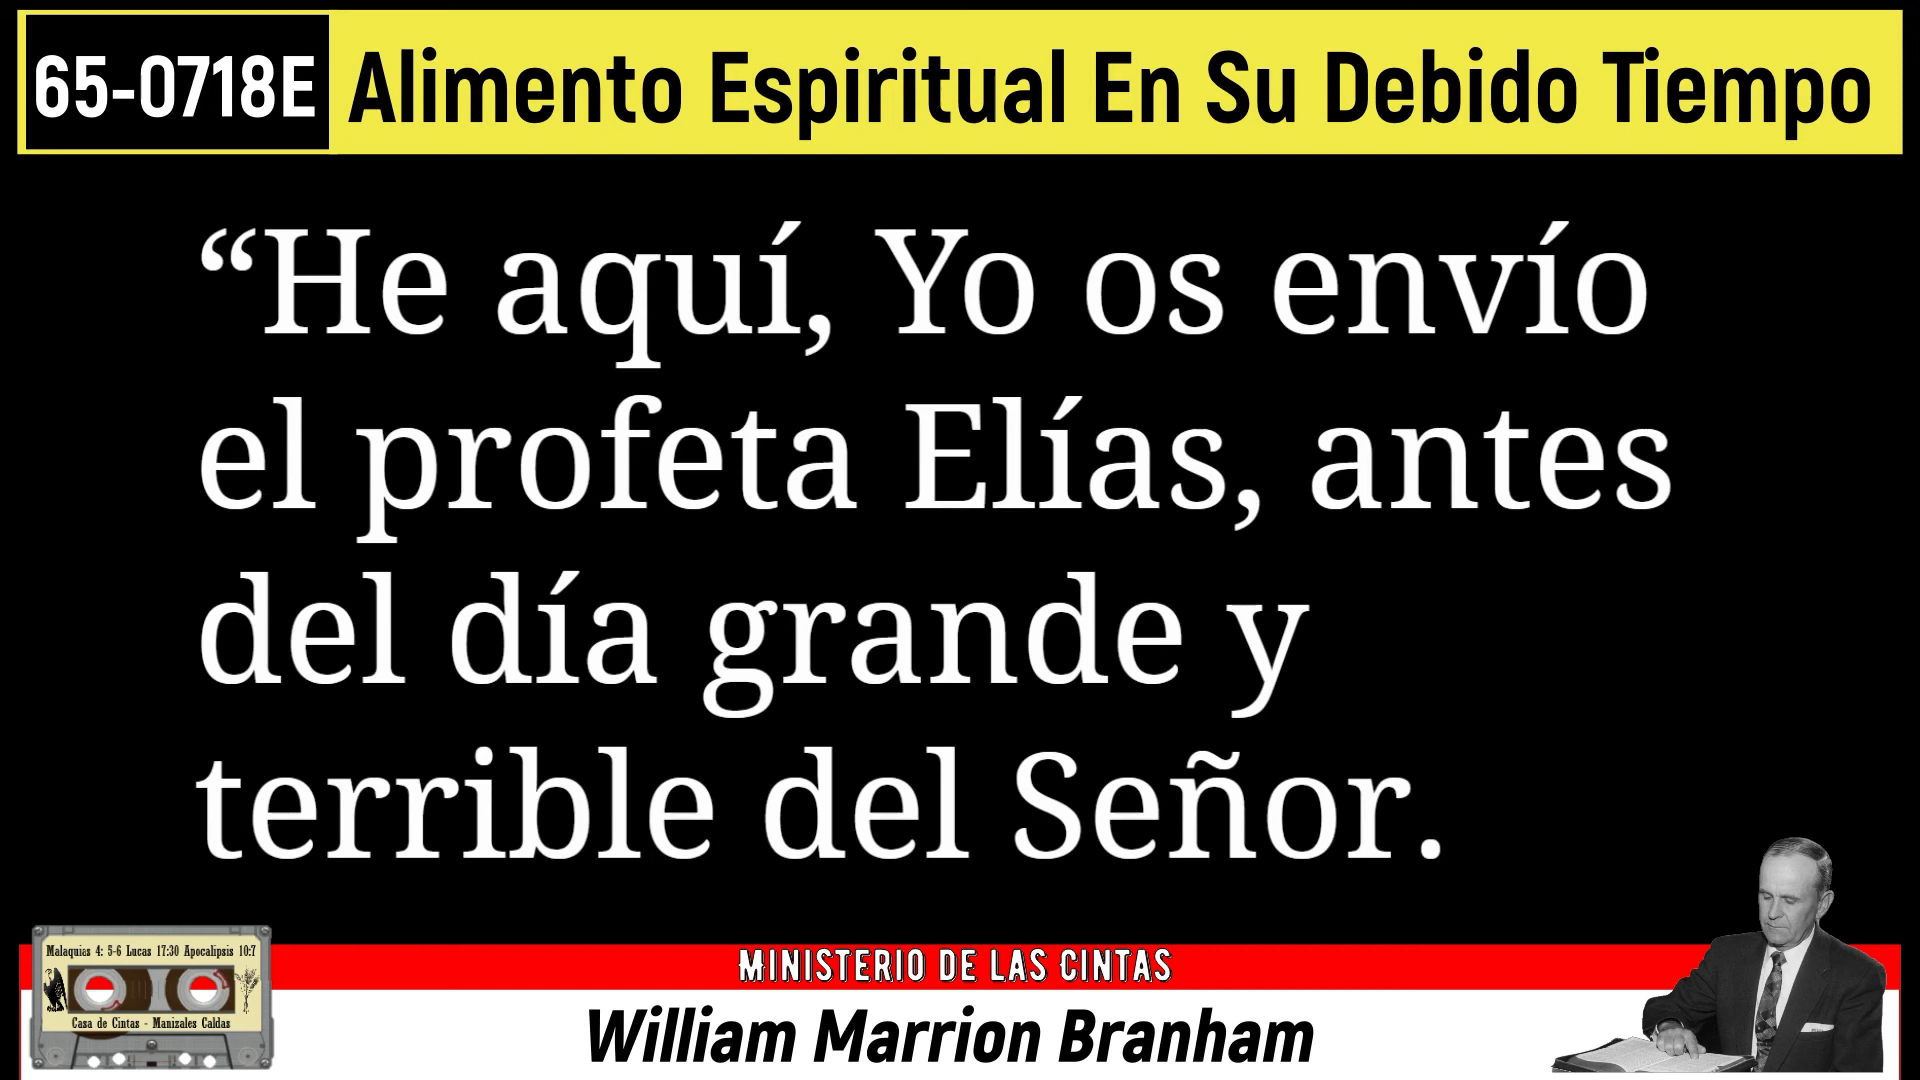 65-0718E Alimento Espiritual En Su Debido Tiempo
“He aquí, Yo os envío
el profeta Elías, antes
del día grande y
terrible del Señor.
Malaquias 4: 5-6 Lucas 17:30 Apocalipsis 10:7
Casa de Cintas - Manizales Caldas
MINISTERIO DE LAS CINTAS
William Marrion Branham